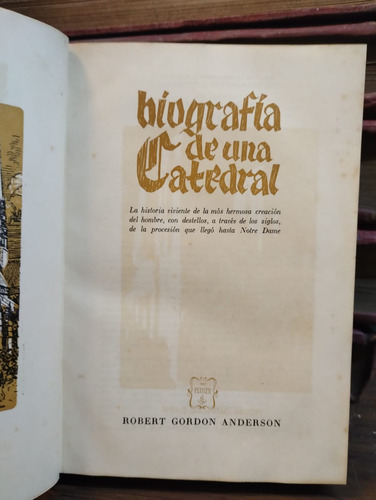 biografía
de una
Catedral
La historia viviente de la más hermosa creación
del hombre, con destellos, a través de los siglos,
de la procesión que llegó hasta Notre Dame
PEUSER
ROBERT GORDON ANDERSON